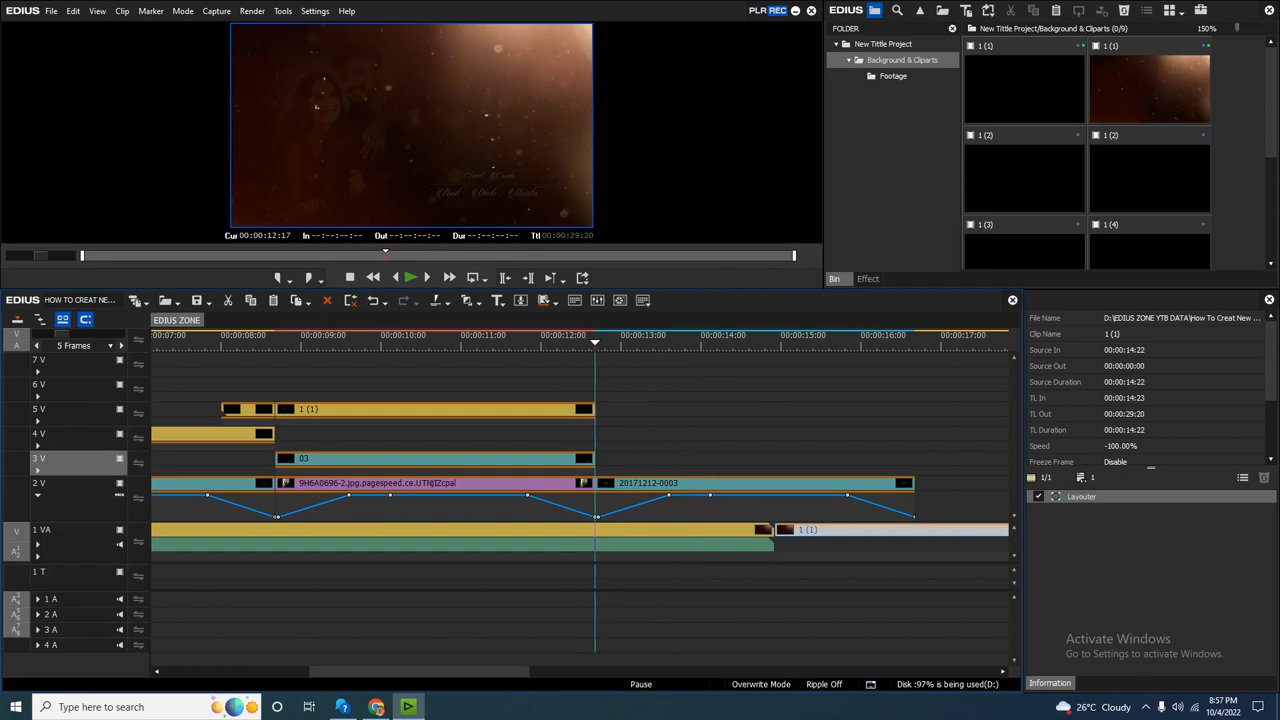 EDIUS File Edit View Clip Marker Mode Capture Render Tools Settings Help PLR REC
Cur 00:00:12:17 In --:--:--:-- Out --:--:--:-- Dur --:--:--:-- Ttl 00:00:29:20
EDIUS
FOLDER
New Tittle Project
Background & Cliparts
Footage
New Tittle Project/Background & Cliparts (0/9) 150%
1 (1) 1 (1)
1 (2) 1 (2)
1 (3) 1 (4)
Bin Effect
EDIUS HOW TO CREAT NE...
EDIUS ZONE
V
A
5 Frames
00:00:07:00 00:00:08:00 00:00:09:00 00:00:10:00 00:00:11:00 00:00:12:00 00:00:13:00 00:00:14:00 00:00:15:00 00:00:16:00 00:00:17:00
7 V
6 V
5 V 1 (1)
4 V
3 V 03
2 V 9H6A0696-2.jpg.pagespeed.ce.UTNjIZcpal 20171212-0003
V 1 VA 1 (1)
1 T
1 A
2 A
3 A
4 A
Pause Overwrite Mode Ripple Off Disk :97% is being used(D:)
File Name D:\EDIUS ZONE YTB DATA\How To Creat New ...
Clip Name 1 (1)
Source In 00:00:14:22
Source Out 00:00:00:00
Source Duration 00:00:14:22
TL In 00:00:14:23
TL Out 00:00:29:20
TL Duration 00:00:14:22
Speed -100.00%
Freeze Frame Disable
1/1 1
Layouter
Activate Windows
Go to Settings to activate Windows.
Information
Type here to search
26°C Cloudy
8:57 PM
10/4/2022